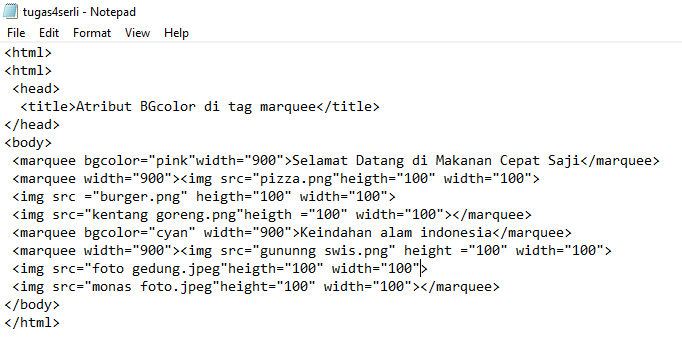 tugas4serli - Notepad
File Edit Format View Help
<html>
<html>
 <head>
  <title>Atribut BGcolor di tag marquee</title>
</head>
<body>
 <marquee bgcolor="pink"width="900">Selamat Datang di Makanan Cepat Saji</marquee>
 <marquee width="900"><img src="pizza.png"heigth="100" width="100">
 <img src ="burger.png" heigth="100" width="100">
 <img src="kentang goreng.png"heigth ="100" width="100"></marquee>
 <marquee bgcolor="cyan" width="900">Keindahan alam indonesia</marquee>
 <marquee width="900"><img src="gununng swis.png" height ="100" width="100">
 <img src="foto gedung.jpeg"heigth="100" width="100">
 <img src="monas foto.jpeg"height="100" width="100"></marquee>
</body>
</html>